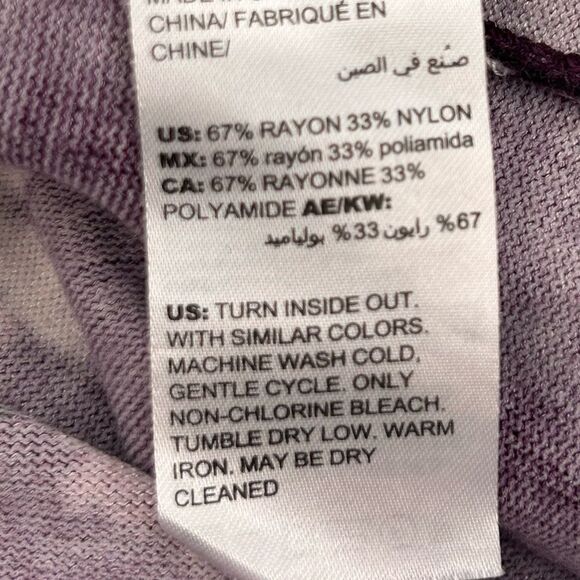 CHINA/ FABRIQUÉ EN
CHINE/
صُنع في الصين
US: 67% RAYON 33% NYLON
MX: 67% rayón 33% poliamida
CA: 67% RAYONNE 33%
POLYAMIDE AE/KW:
67% رايون 33% بولياميد
US: TURN INSIDE OUT.
WITH SIMILAR COLORS.
MACHINE WASH COLD,
GENTLE CYCLE. ONLY
NON-CHLORINE BLEACH.
TUMBLE DRY LOW. WARM
IRON. MAY BE DRY
CLEANED